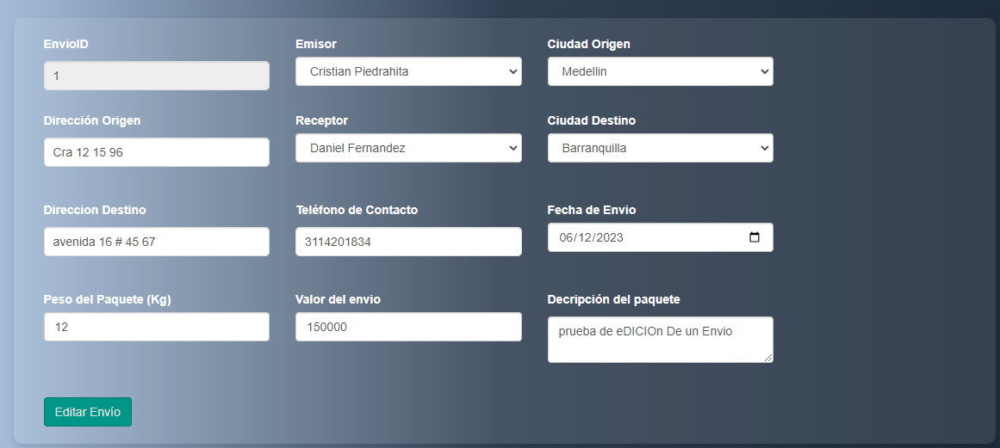 EnvioID
Emisor
Ciudad Origen
1
Cristian Piedrahita
Medellin
Dirección Origen
Receptor
Ciudad Destino
Cra 12 15 96
Daniel Fernandez
Barranquilla
Direccion Destino
Teléfono de Contacto
Fecha de Envio
avenida 16 # 45 67
3114201834
06/12/2023
Peso del Paquete (Kg)
Valor del envio
Decripción del paquete
12
150000
prueba de eDICIOn De un Envio
Editar Envío